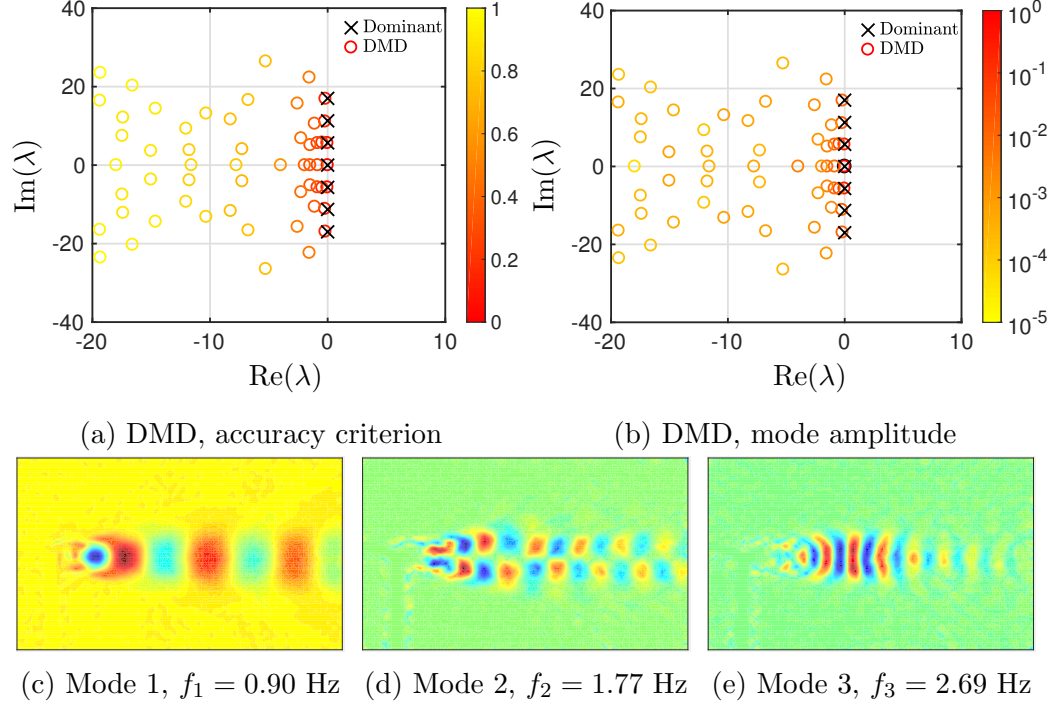 40
20
0
-20
-40
-20
-10
0
10
Im(λ)
Re(λ)
× Dominant
○ DMD
1
0.8
0.6
0.4
0.2
0
40
20
0
-20
-40
-20
-10
0
10
Im(λ)
Re(λ)
× Dominant
○ DMD
10⁰
10⁻¹
10⁻²
10⁻³
10⁻⁴
10⁻⁵
(a) DMD, accuracy criterion
(b) DMD, mode amplitude
(c) Mode 1, f₁ = 0.90 Hz
(d) Mode 2, f₂ = 1.77 Hz
(e) Mode 3, f₃ = 2.69 Hz